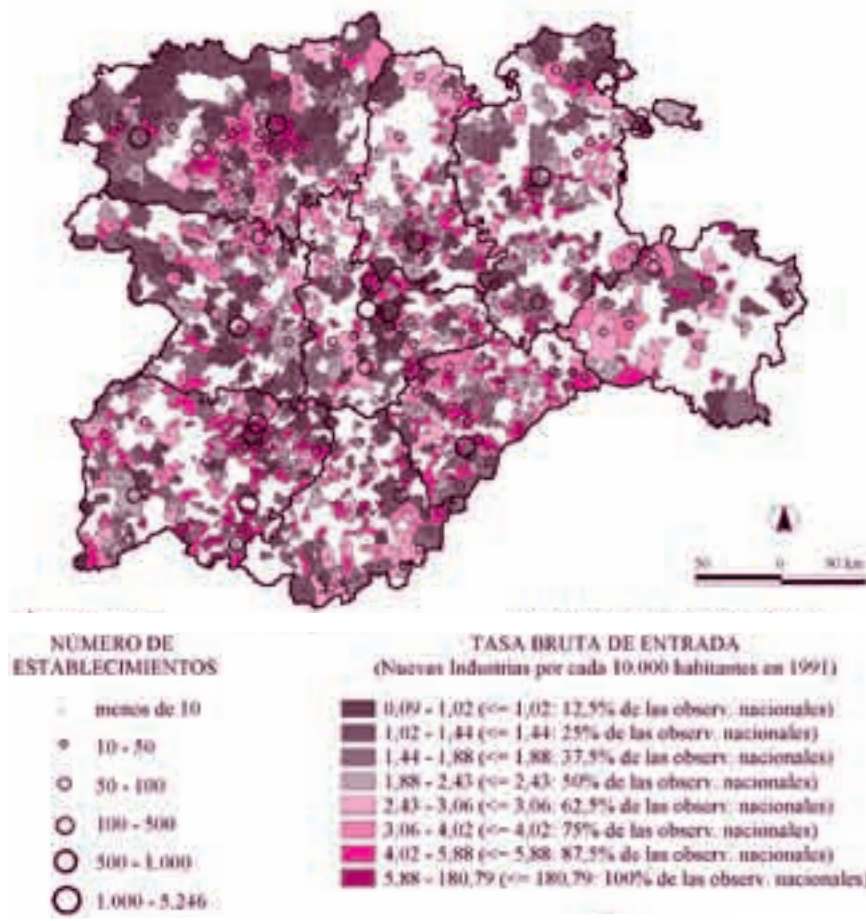 50 0 50 km
NÚMERO DE
ESTABLECIMIENTOS
menos de 10
10 - 50
50 - 100
100 - 500
500 - 1.000
1.000 - 5.246
TASA BRUTA DE ENTRADA
(Nuevas Industrias por cada 10.000 habitantes en 1991)
0,09 - 1,02 (<= 1,02: 12,5% de las observ. nacionales)
1,02 - 1,44 (<= 1,44: 25% de las observ. nacionales)
1,44 - 1,88 (<= 1,88: 37,5% de las observ. nacionales)
1,88 - 2,43 (<= 2,43: 50% de las observ. nacionales)
2,43 - 3,06 (<= 3,06: 62,5% de las observ. nacionales)
3,06 - 4,02 (<= 4,02: 75% de las observ. nacionales)
4,02 - 5,88 (<= 5,88: 87,5% de las observ. nacionales)
5,88 - 180,79 (<= 180,79: 100% de las observ. nacionales)